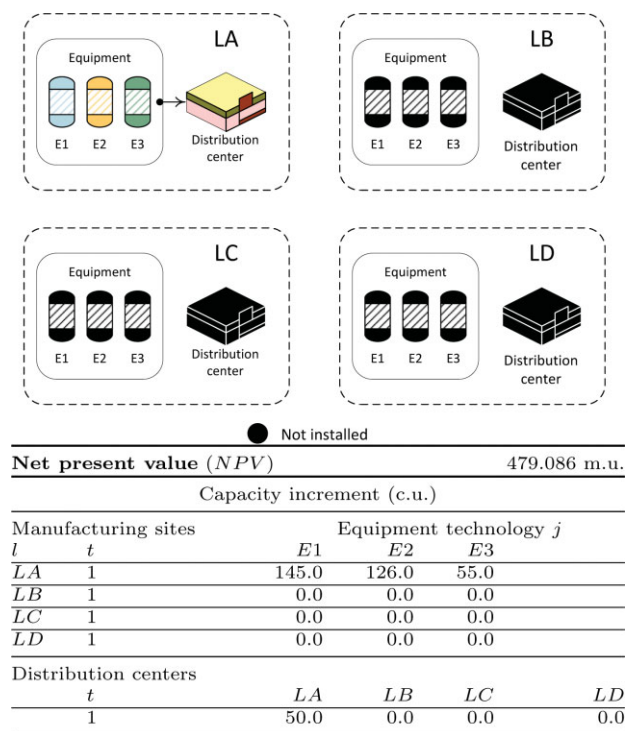 LA
Equipment
E1 E2 E3
Distribution center
LB
Equipment
E1 E2 E3
Distribution center
LC
Equipment
E1 E2 E3
Distribution center
LD
Equipment
E1 E2 E3
Distribution center
Not installed
Net present value (NPV) 479.086 m.u.
Capacity increment (c.u.)
Manufacturing sites Equipment technology j
l t E1 E2 E3
LA 1 145.0 126.0 55.0
LB 1 0.0 0.0 0.0
LC 1 0.0 0.0 0.0
LD 1 0.0 0.0 0.0
Distribution centers
t LA LB LC LD
1 50.0 0.0 0.0 0.0